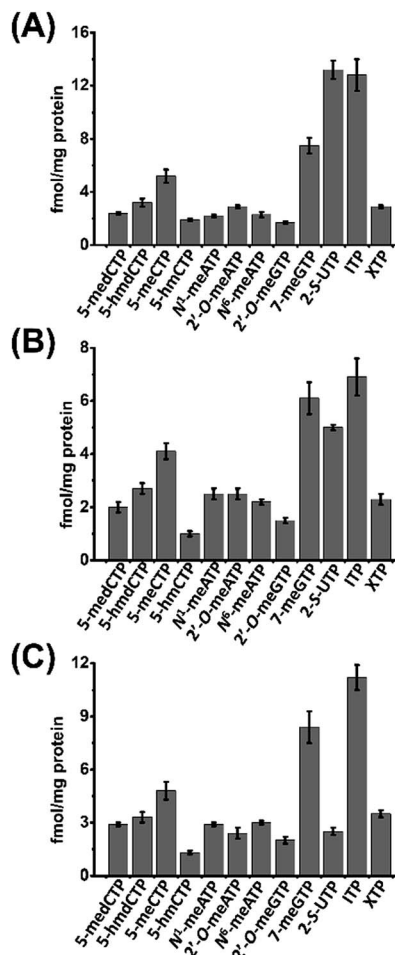 (A)
fmol/mg protein
16
12
8
4
0
5-medCTP
5-hmdCTP
5-meCTP
5-hmCTP
N¹-meATP
2'-O-meATP
N⁶-meATP
2'-O-meGTP
7-meGTP
2-S-UTP
ITP
XTP
(B)
fmol/mg protein
8
6
4
2
0
5-medCTP
5-hmdCTP
5-meCTP
5-hmCTP
N¹-meATP
2'-O-meATP
N⁶-meATP
2'-O-meGTP
7-meGTP
2-S-UTP
ITP
XTP
(C)
fmol/mg protein
12
9
6
3
0
5-medCTP
5-hmdCTP
5-meCTP
5-hmCTP
N¹-meATP
2'-O-meATP
N⁶-meATP
2'-O-meGTP
7-meGTP
2-S-UTP
ITP
XTP